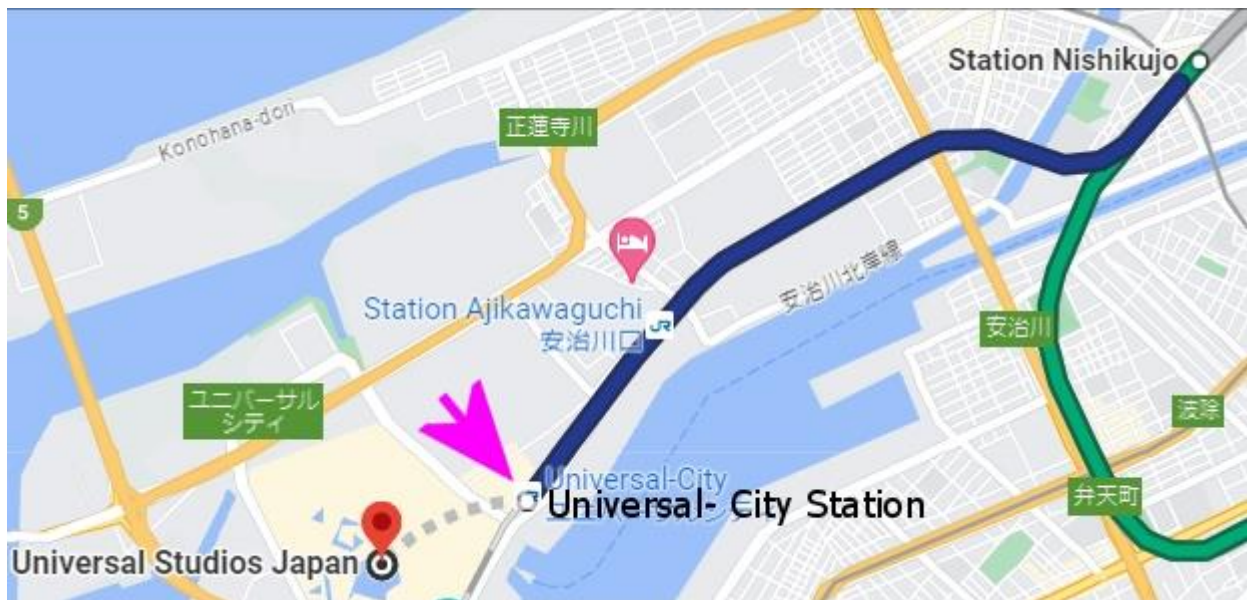 Station Nishikujo
Konohana-dori
正蓮寺川
5
安治川北岸線
Station Ajikawaguchi
安治川口
JR
安治川
ユニバーサル
シティ
波除
Universal-City
Universal- City Station
弁天町
Universal Studios Japan